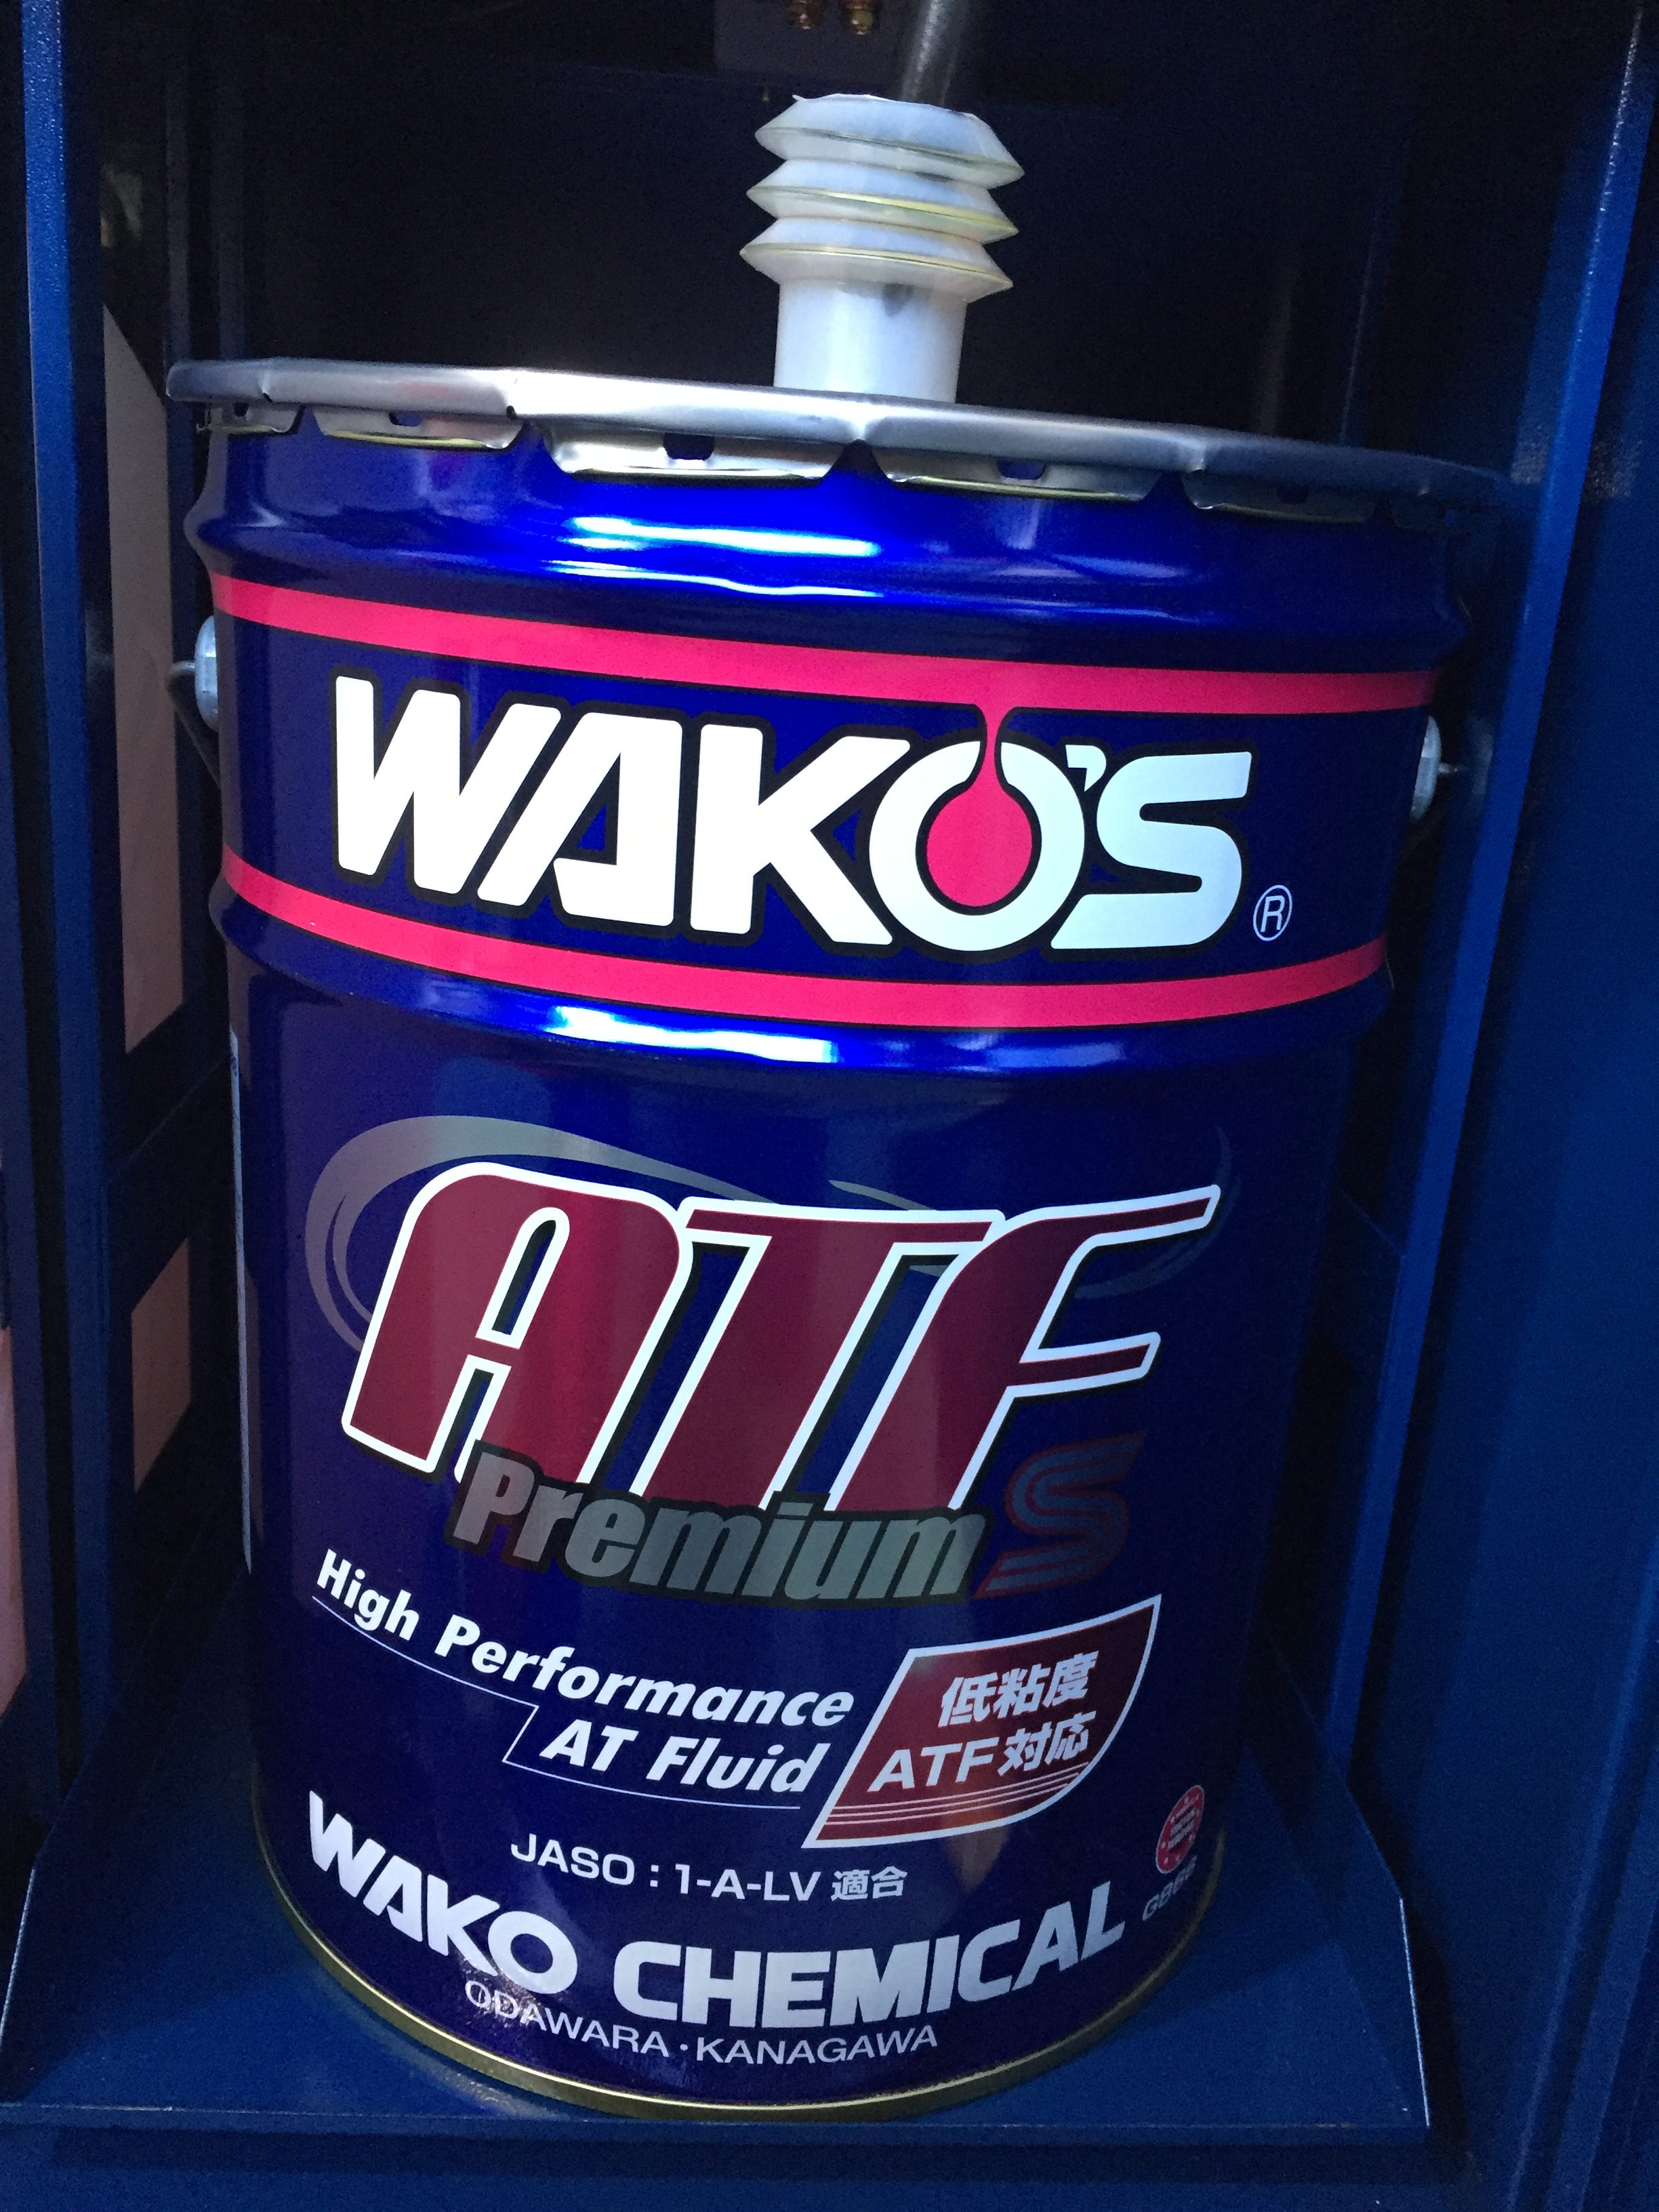 WAKO'S
®
ATF
Premium S
High Performance
AT Fluid
低粘度
ATF対応
JASO : 1-A-LV 適合
WAKO CHEMICAL
ODAWARA・KANAGAWA